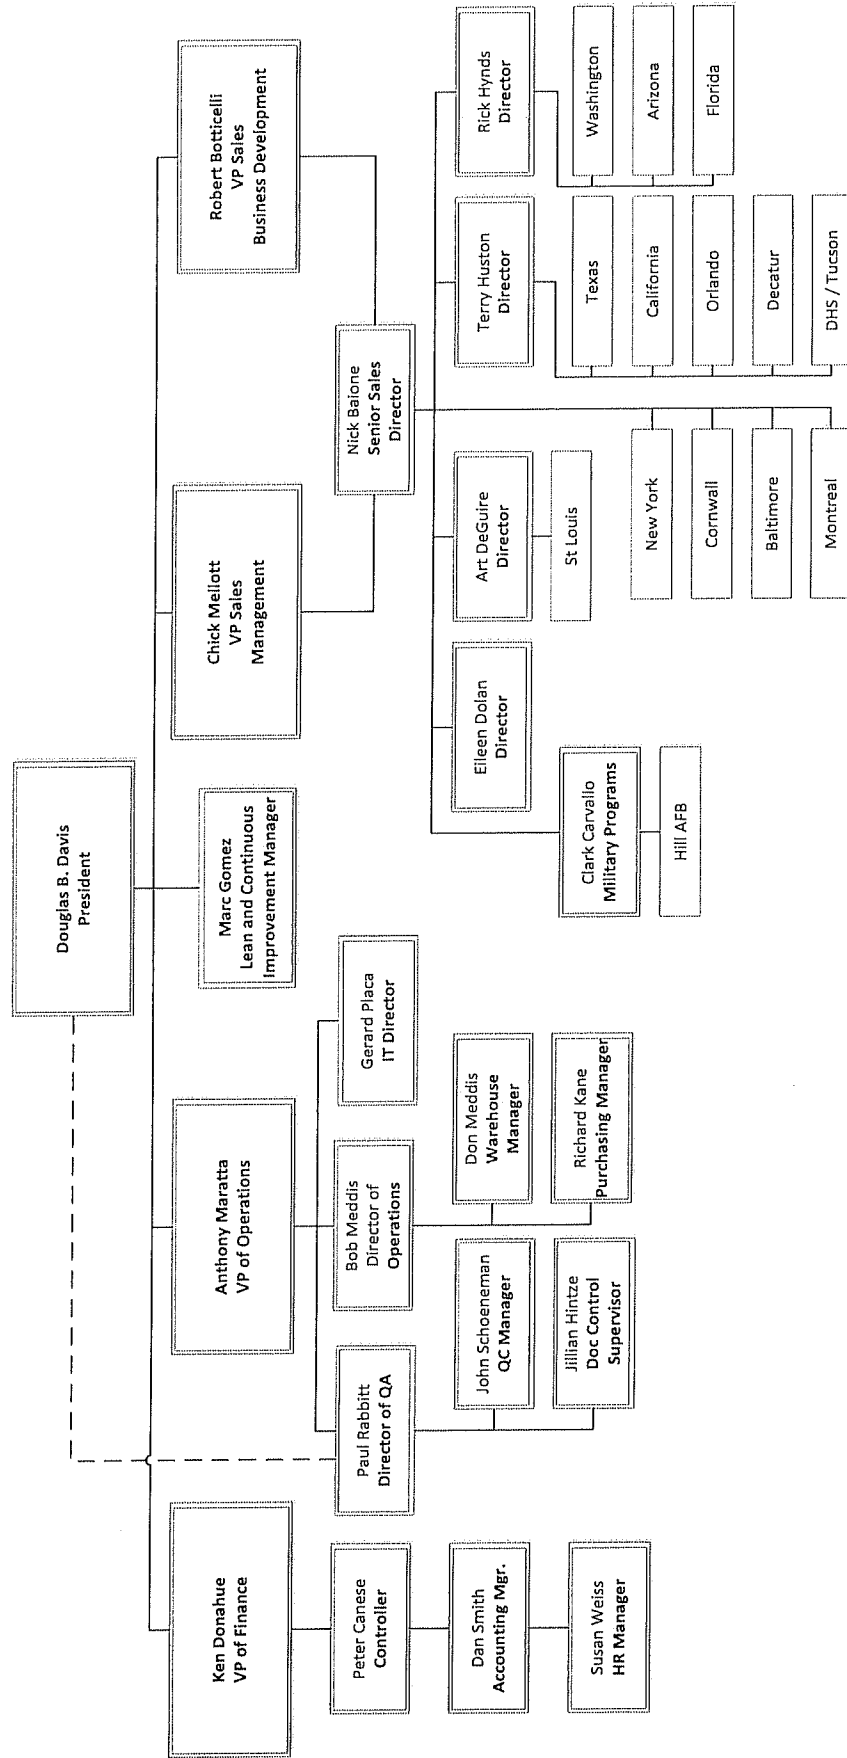 Douglas B. Davis
President
Ken Donahue
VP of Finance
Anthony Maratta
VP of Operations
Marc Gomez
Lean and Continuous
Improvement Manager
Chick Mellott
VP Sales
Management
Robert Botticelli
VP Sales
Business Development
Peter Canese
Controller
Paul Rabbitt
Director of QA
Bob Meddis
Director of
Operations
Gerard Placa
IT Director
Nick Baione
Senior Sales
Director
Dan Smith
Accounting Mgr.
John Schoeneman
QC Manager
Don Meddis
Warehouse
Manager
Eileen Dolan
Director
Art DeGuire
Director
Terry Huston
Director
Rick Hynds
Director
Susan Weiss
HR Manager
Jillian Hintze
Doc Control
Supervisor
Richard Kane
Purchasing Manager
Clark Carvallo
Military Programs
Hill AFB
St Louis
New York
Cornwall
Baltimore
Montreal
Texas
California
Orlando
Decatur
DHS / Tucson
Washington
Arizona
Florida